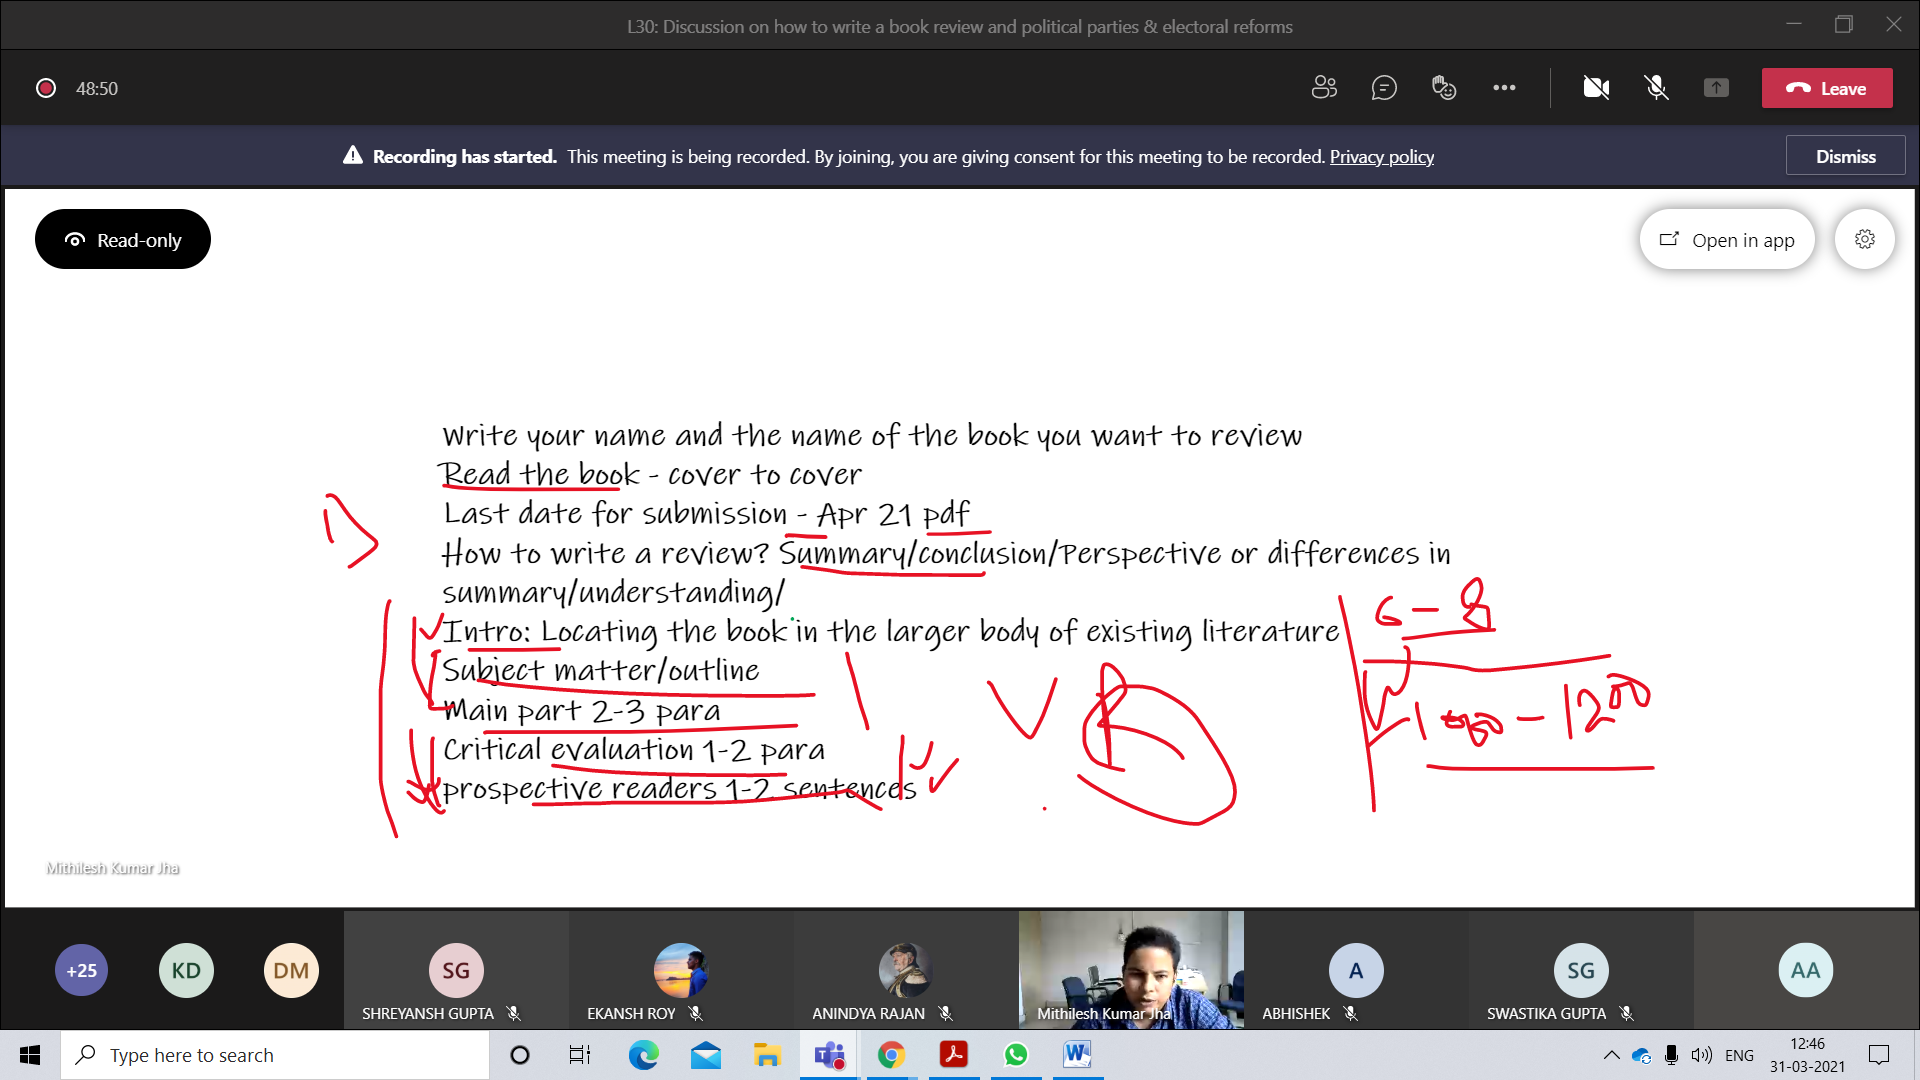 L30: Discussion on how to write a book review and political parties & electoral reforms
48:50
Leave
Recording has started. This meeting is being recorded. By joining, you are giving consent for this meeting to be recorded. Privacy policy
Dismiss
Read-only
Open in app
Write your name and the name of the book you want to review
Read the book - cover to cover
Last date for submission - Apr 21 pdf
How to write a review? Summary/conclusion/Perspective or differences in
summary/understanding/
Intro: Locating the book in the larger body of existing literature
Subject matter/outline
Main part 2-3 para
Critical evaluation 1-2 para
prospective readers 1-2 sentences
6 - 8
- 1200
Mithilesh Kumar Jha
+25
KD
DM
SG
A
SG
AA
SHREYANSH GUPTA
EKANSH ROY
ANINDYA RAJAN
Mithilesh Kumar Jha
ABHISHEK
SWASTIKA GUPTA
Type here to search
ENG
12:46
31-03-2021